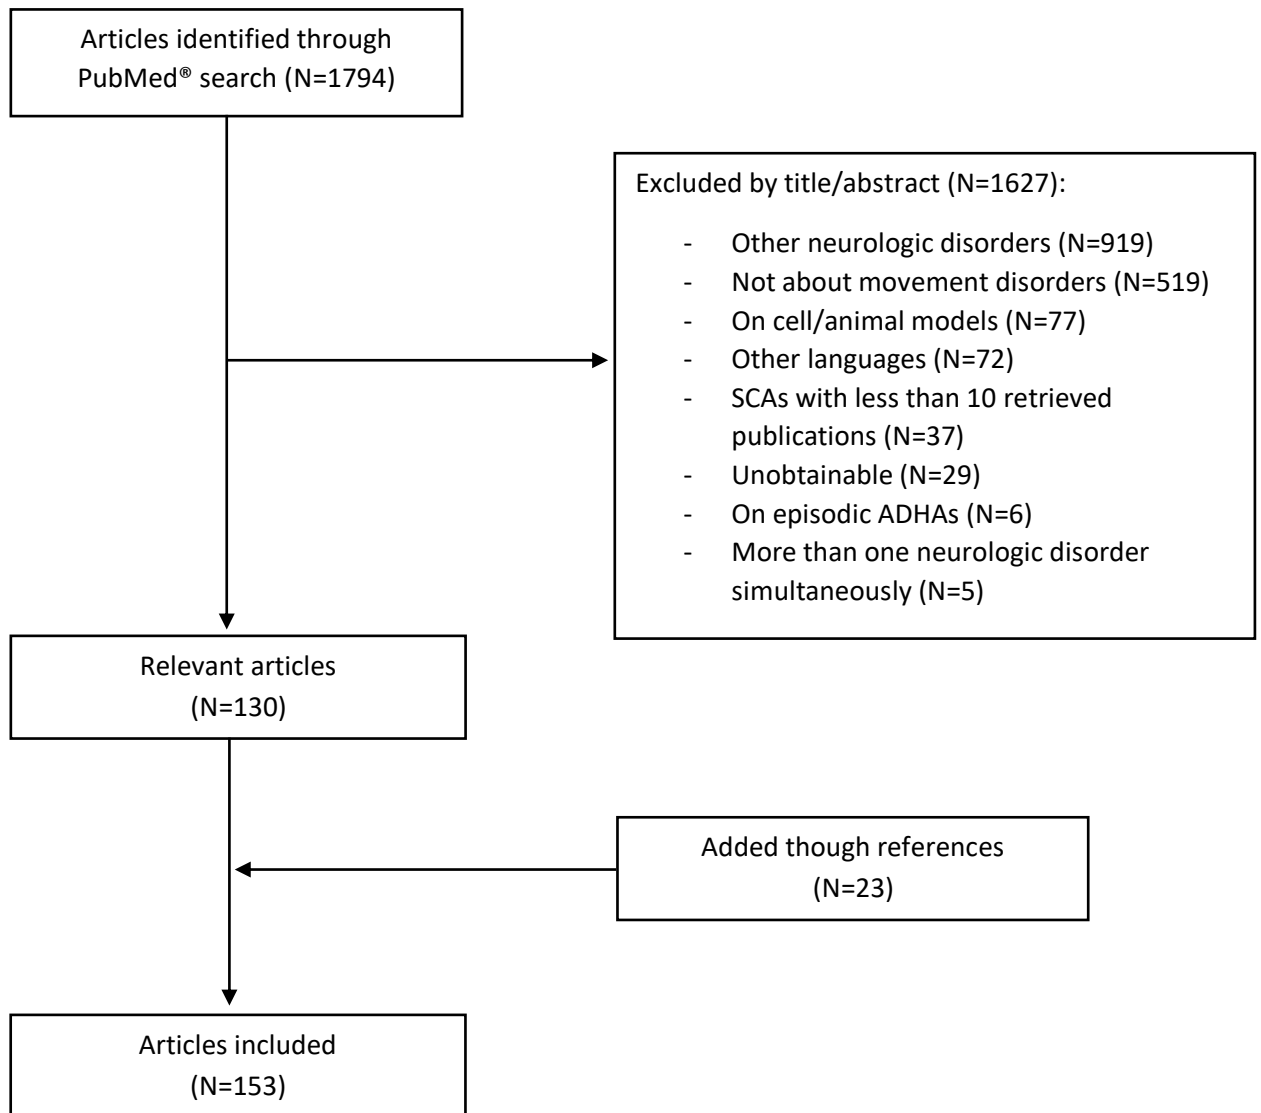 Articles identified through
PubMed® search (N=1794)
Excluded by title/abstract (N=1627):
- Other neurologic disorders (N=919)
- Not about movement disorders (N=519)
- On cell/animal models (N=77)
- Other languages (N=72)
- SCAs with less than 10 retrieved
publications (N=37)
- Unobtainable (N=29)
- On episodic ADHAs (N=6)
- More than one neurologic disorder
simultaneously (N=5)
Relevant articles
(N=130)
Added though references
(N=23)
Articles included
(N=153)